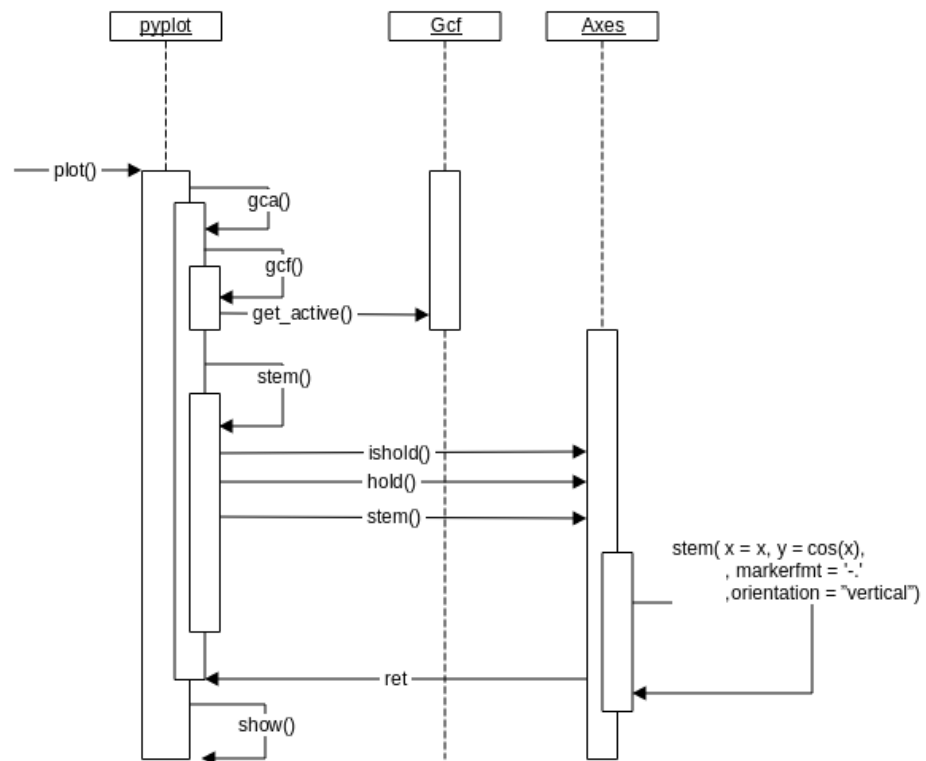 pyplot
Gcf
Axes
plot()
gca()
gcf()
get_active()
stem()
ishold()
hold()
stem()
stem( x = x, y = cos(x),
, markerfmt = '-.'
,orientation = ”vertical”)
ret
show()